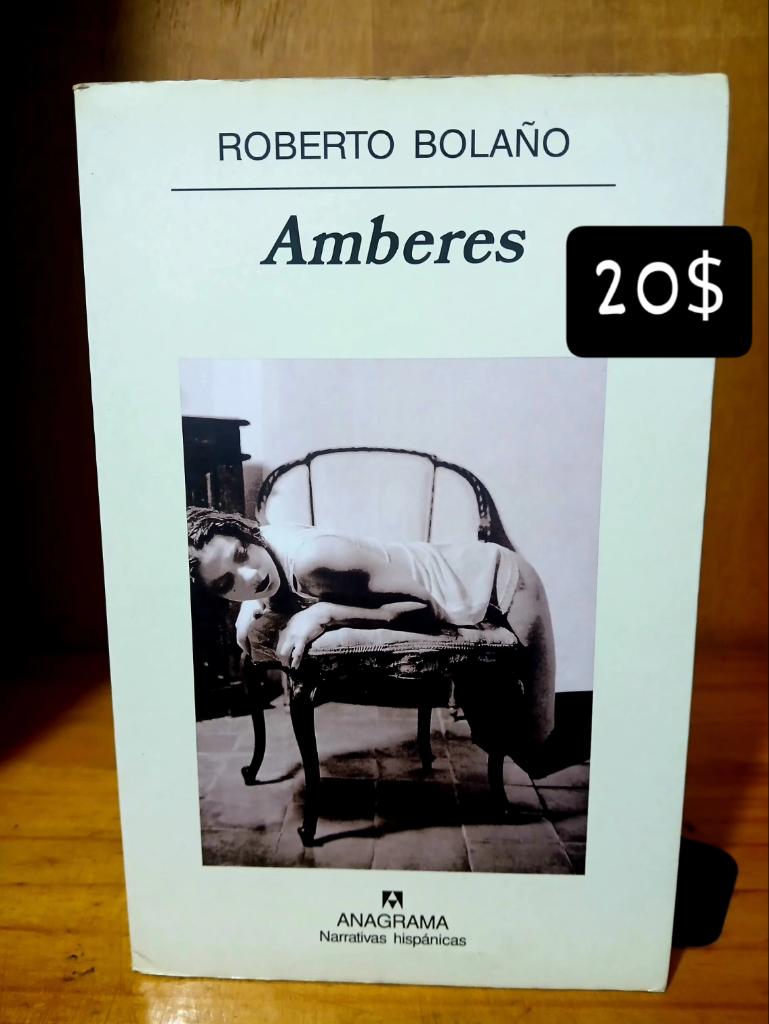 ROBERTO BOLAÑO
Amberes
20$
ANAGRAMA
Narrativas hispánicas